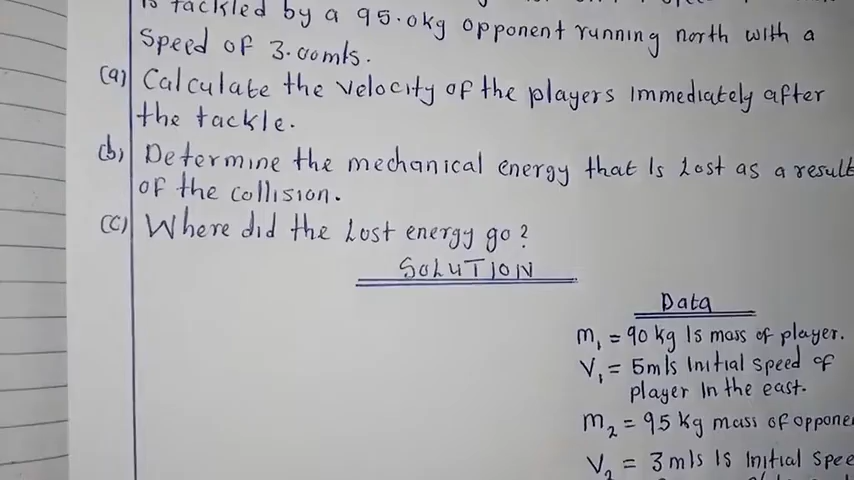 is tackled by a 95.0kg opponent running north with a
Speed of 3.00m/s.
(a) Calculate the velocity of the players immediately after
the tackle.
(b) Determine the mechanical energy that is Lost as a result
of the collision.
(c) Where did the Lost energy go?
SOLUTION
Data
m₁ = 90 kg is mass of player.
V₁ = 5m/s initial speed of
player in the east.
m₂ = 95 kg mass of oppone
V₂ = 3 m/s is initial spee